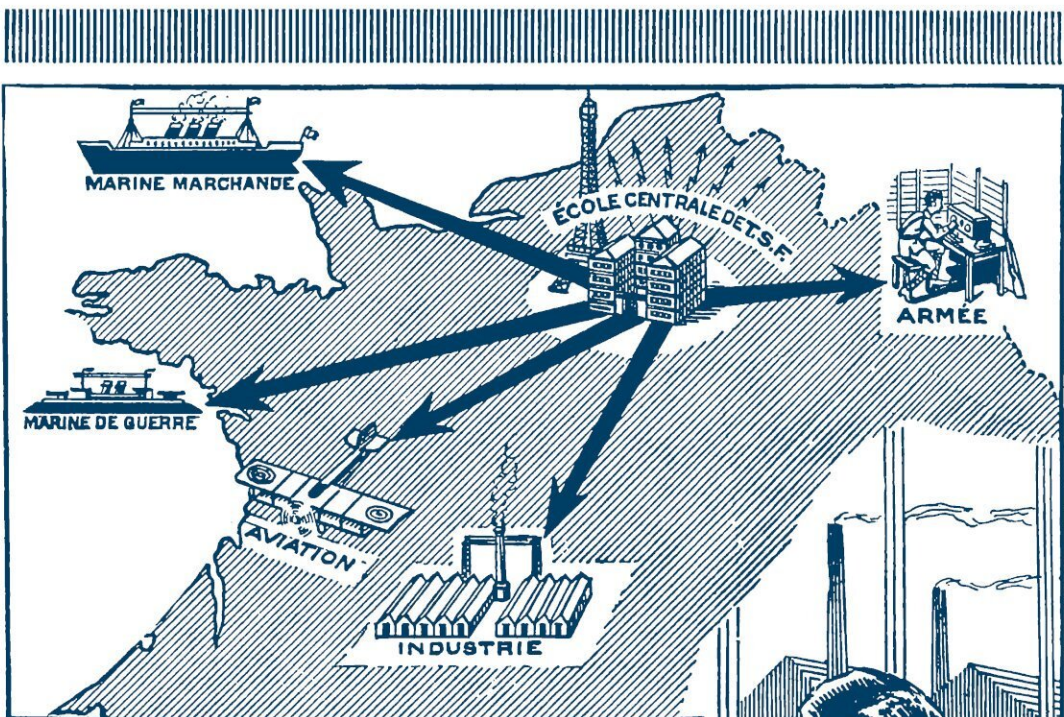 MARINE MARCHANDE
ÉCOLE CENTRALE DE T.S.F.
ARMÉE
MARINE DE GUERRE
AVIATION
INDUSTRIE